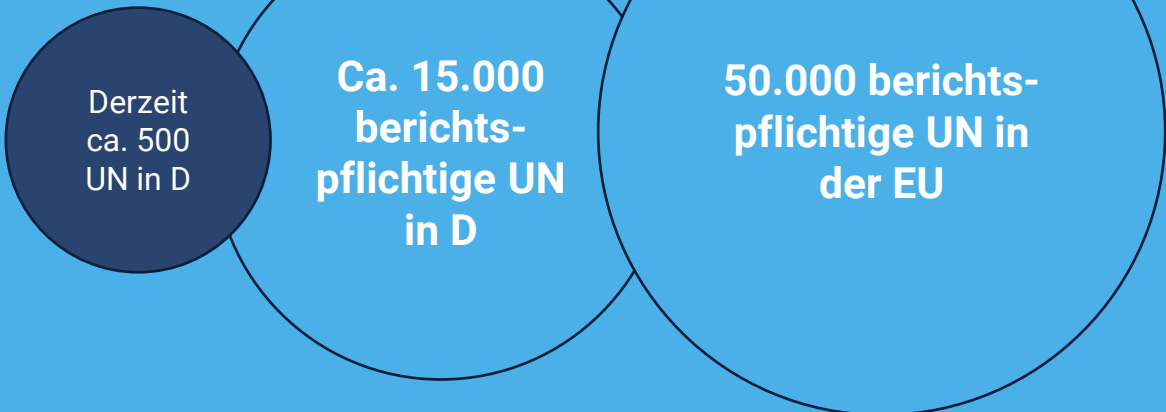 Derzeit
ca. 500
UN in D
Ca. 15.000
berichts-
pflichtige UN
in D
50.000 berichts-
pflichtige UN in
der EU